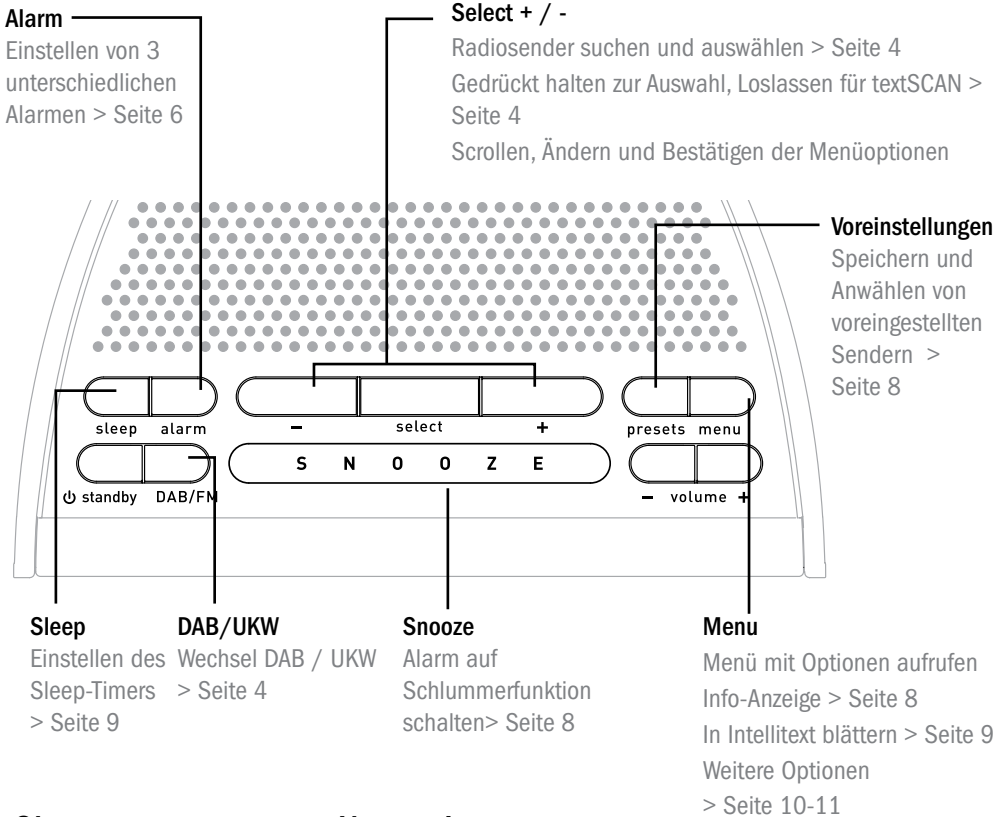 Alarm
Einstellen von 3
unterschiedlichen
Alarmen > Seite 6
Select + / -
Radiosender suchen und auswählen > Seite 4
Gedrückt halten zur Auswahl, Loslassen für textSCAN >
Seite 4
Scrollen, Ändern und Bestätigen der Menüoptionen
Voreinstellungen
Speichern und
Anwählen von
voreingestellten
Sendern >
Seite 8
sleep alarm
– select +
presets menu
S N O O Z E
standby DAB/FM
– volume +
Sleep
Einstellen des
Sleep-Timers
> Seite 9
DAB/UKW
Wechsel DAB / UKW
> Seite 4
Snooze
Alarm auf
Schlummerfunktion
schalten> Seite 8
Menu
Menü mit Optionen aufrufen
Info-Anzeige > Seite 8
In Intellitext blättern > Seite 9
Weitere Optionen
> Seite 10-11